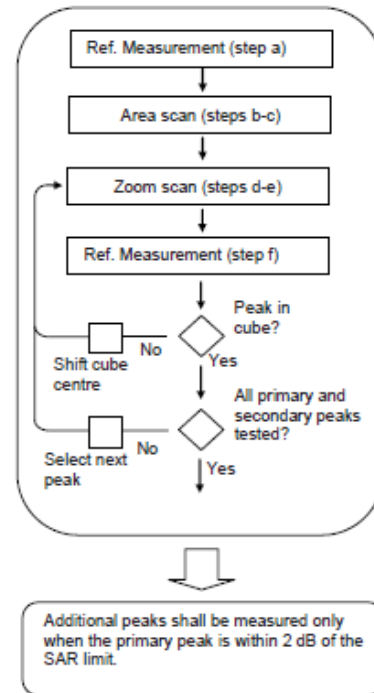 Ref. Measurement (step a)
Area scan (steps b-c)
Zoom scan (steps d-e)
Ref. Measurement (step f)
Peak in
cube?
No
Yes
Shift cube
centre
All primary and
secondary peaks
tested?
No
Yes
Select next
peak
Additional peaks shall be measured only
when the primary peak is within 2 dB of the
SAR limit.